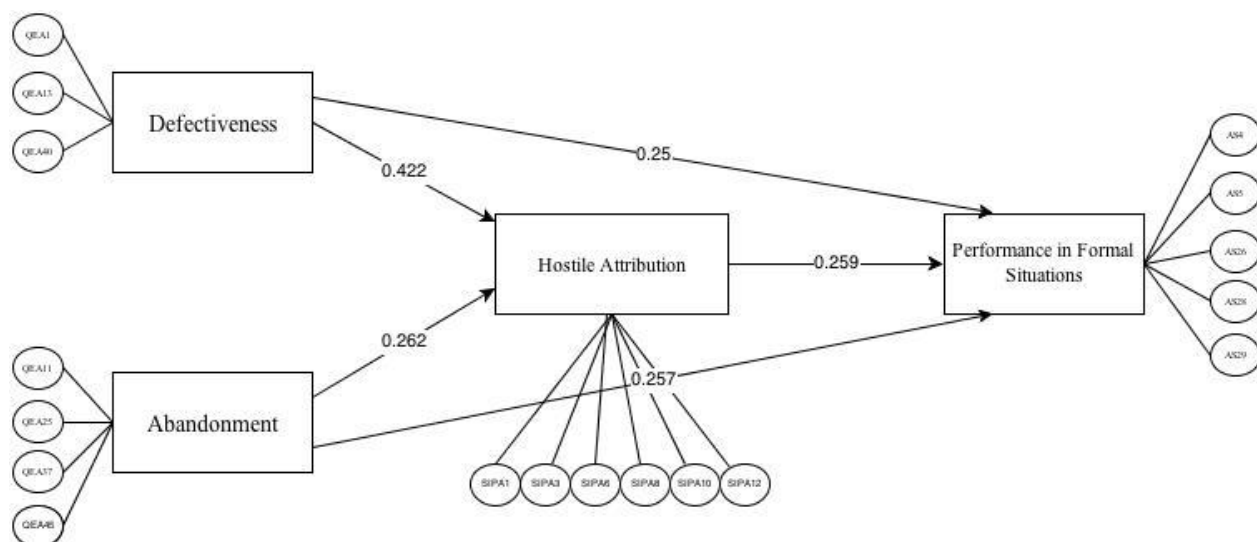 QEA1
QEA13
QEA40
Defectiveness
0.25
0.422
AS4
AS5
AS26
AS28
AS29
Hostile Attribution
0.259
Performance in Formal
Situations
0.262
0.257
QEA11
QEA25
QEA37
QEA46
Abandonment
SIPA1
SIPA3
SIPA6
SIPA8
SIPA10
SIPA12